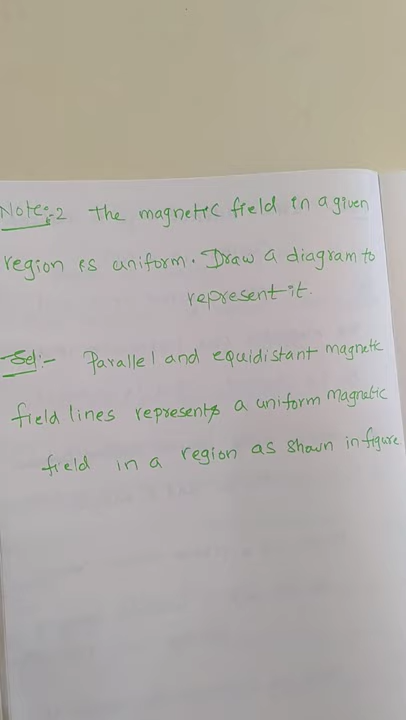 Note:-2 The magnetic field in a given
region is uniform. Draw a diagram to
represent it.
Sol:- Parallel and equidistant magnetic
field lines represents a uniform magnetic
field in a region as shown in figure